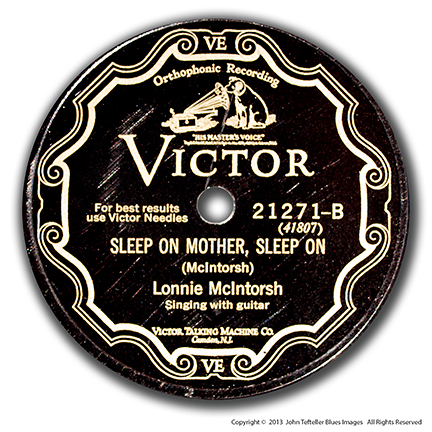 VE
Orthophonic Recording
"HIS MASTER'S VOICE"
VICTOR
For best results
use Victor Needles
21271-B
(41807)
SLEEP ON MOTHER, SLEEP ON
(McIntorsh)
Lonnie McIntorsh
Singing with guitar
VICTOR TALKING MACHINE CO.
Camden, N.J.
VE
Copyright © 2013 John Tefteller Blues Images All Rights Reserved